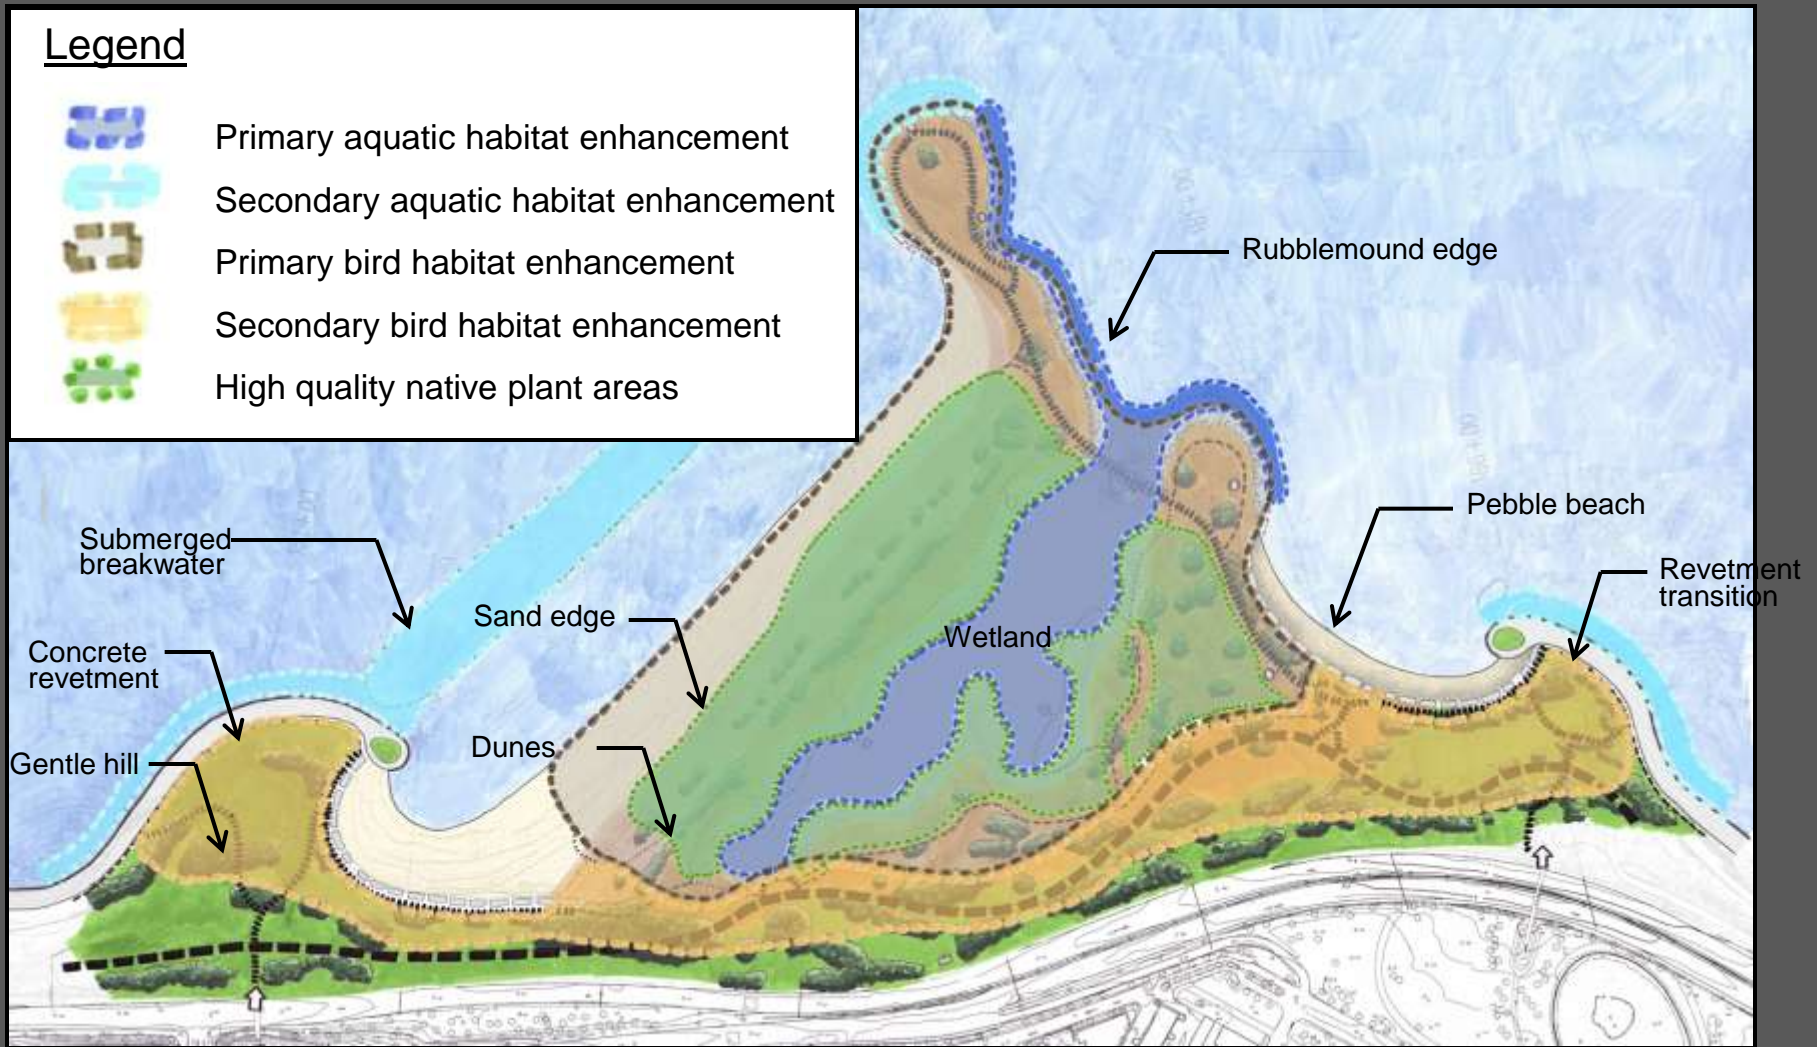 Legend
Primary aquatic habitat enhancement
Secondary aquatic habitat enhancement
Primary bird habitat enhancement
Secondary bird habitat enhancement
High quality native plant areas
Rubblemound edge
Pebble beach
Revetment
transition
Submerged
breakwater
Sand edge
Wetland
Concrete
revetment
Dunes
Gentle hill